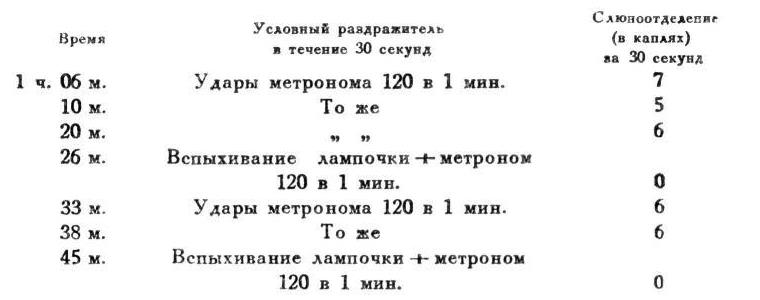 Время Условный раздражитель в течение 30 секунд Слюноотделение (в каплях) за 30 секунд
1 ч. 06 м. Удары метронома 120 в 1 мин. 7
10 м. То же 5
20 м. „ „ 6
26 м. Вспыхивание лампочки + метроном
120 в 1 мин. 0
33 м. Удары метронома 120 в 1 мин. 6
38 м. То же 6
45 м. Вспыхивание лампочки + метроном
120 в 1 мин. 0